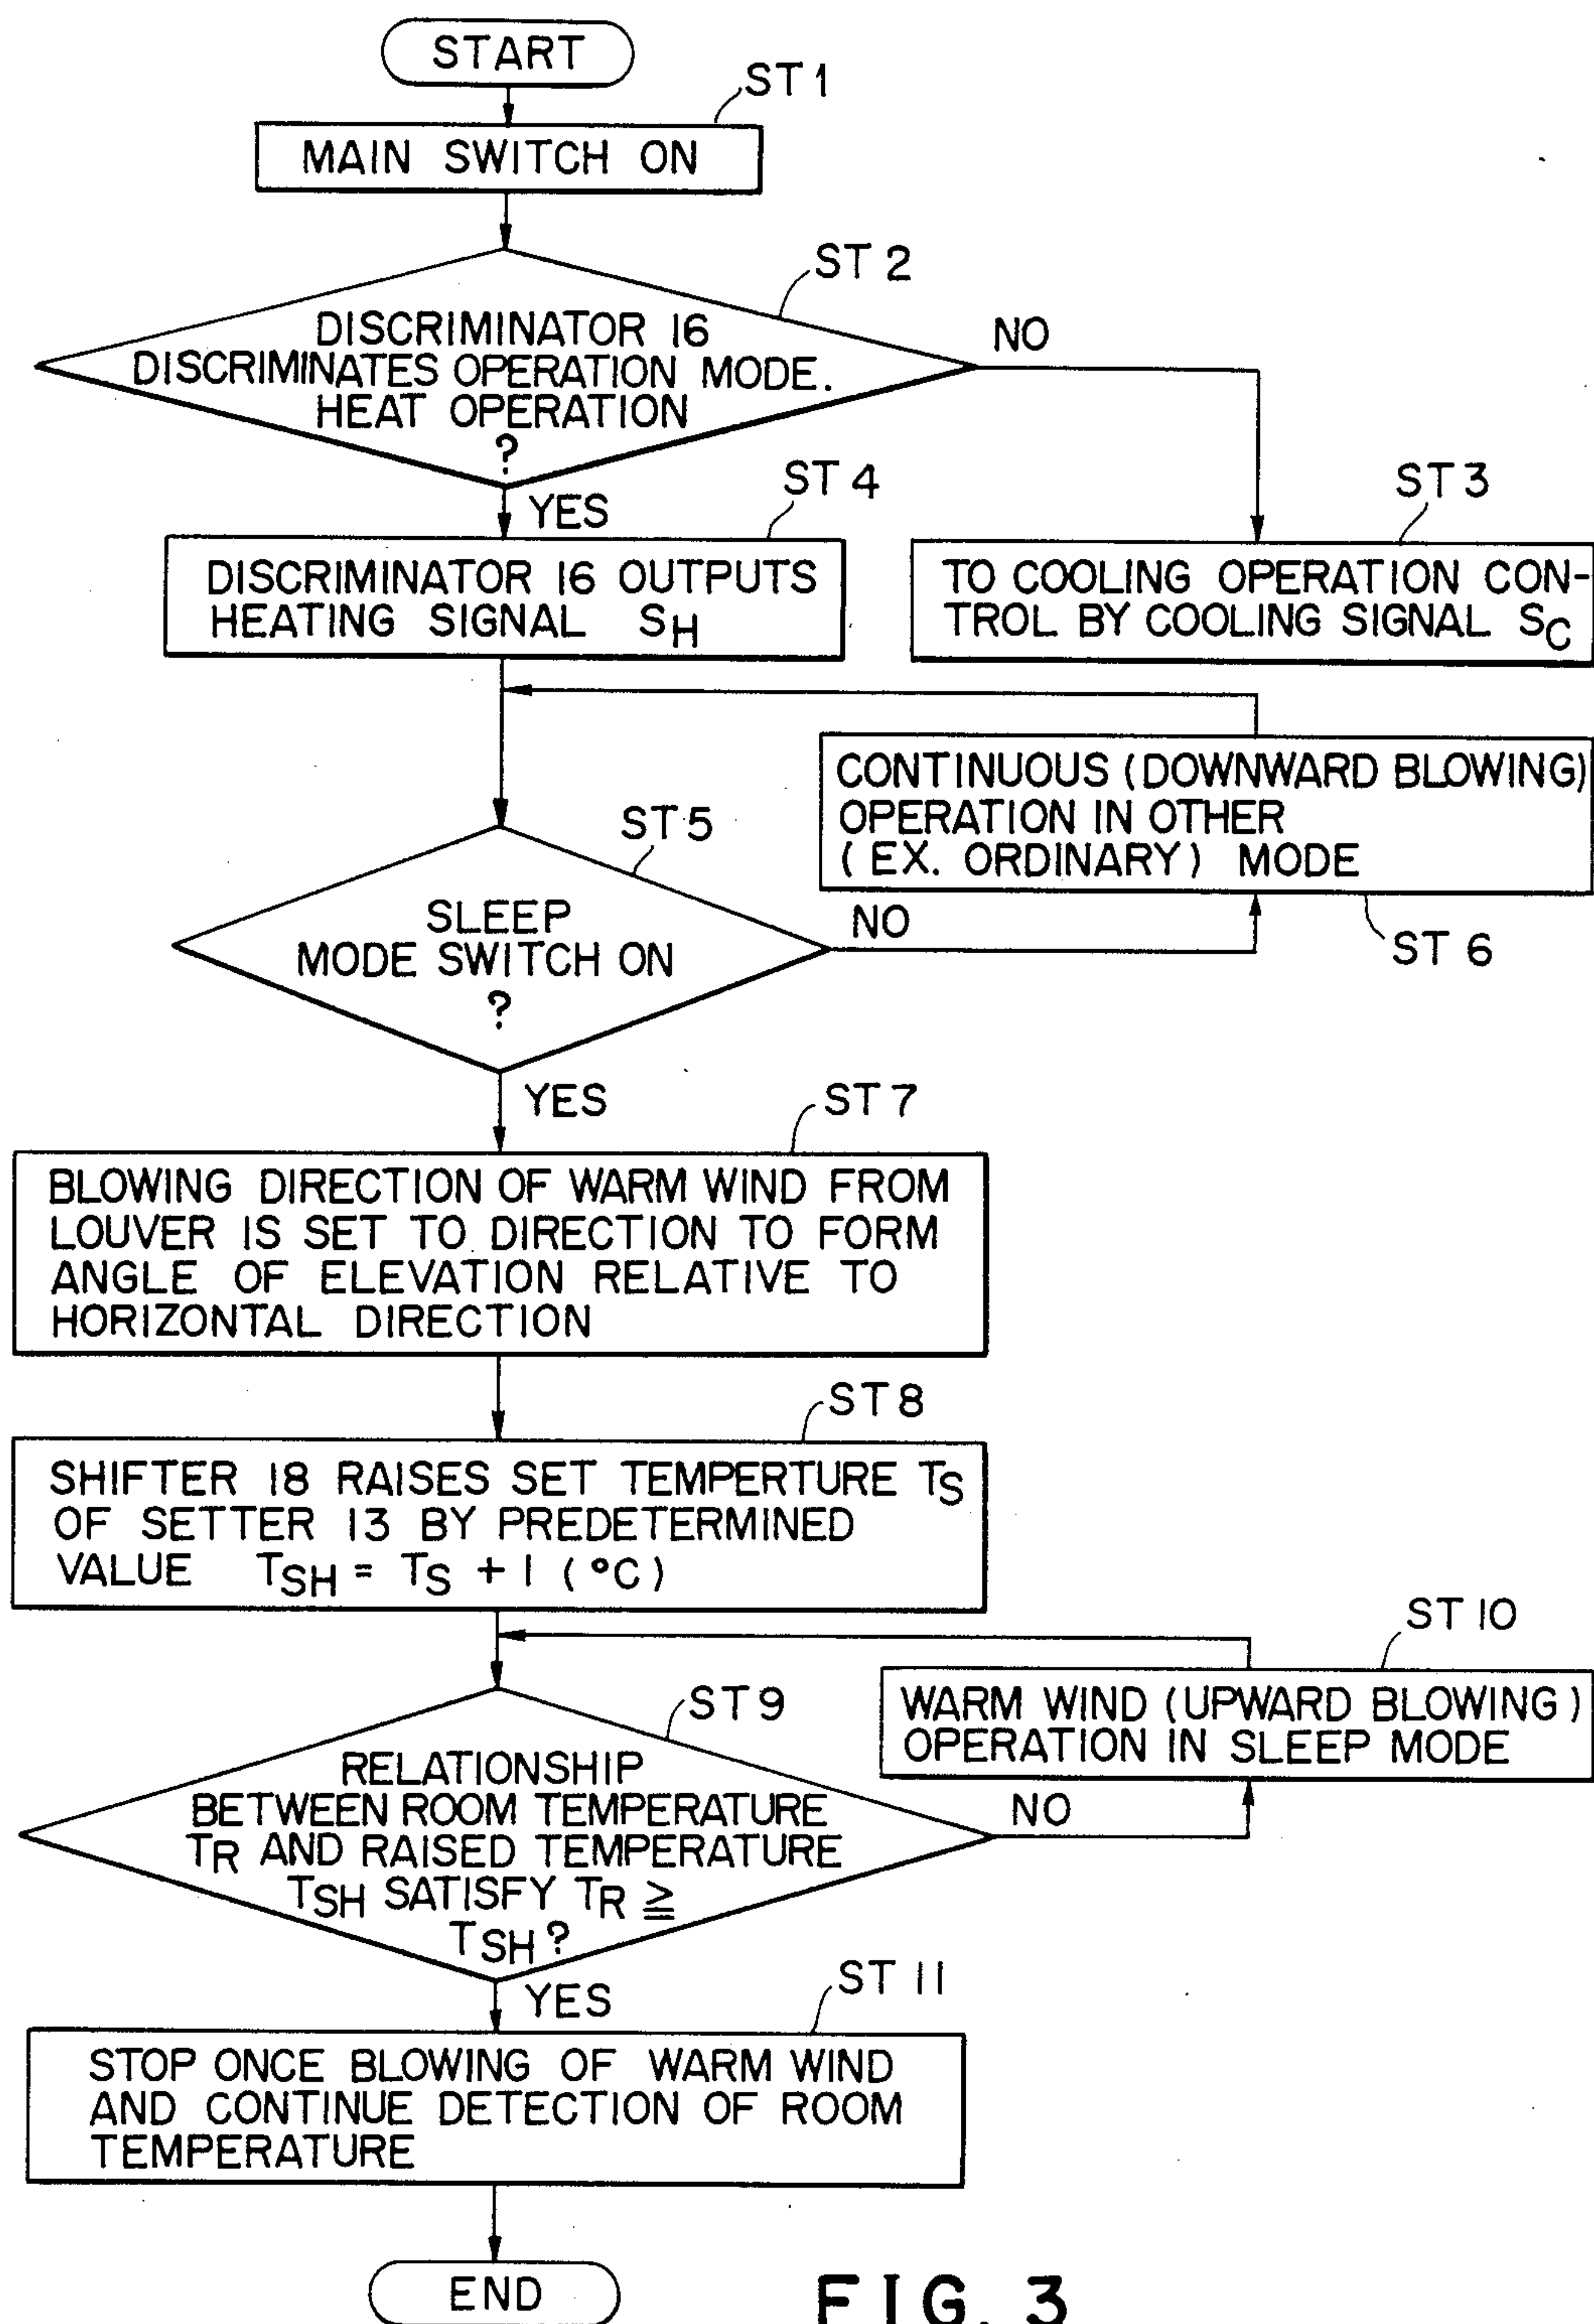 START
ST 1
MAIN SWITCH ON
ST 2
DISCRIMINATOR 16
DISCRIMINATES OPERATION MODE.
HEAT OPERATION
?
NO
YES
ST 4
DISCRIMINATOR 16 OUTPUTS
HEATING SIGNAL SH
ST 3
TO COOLING OPERATION CON-
TROL BY COOLING SIGNAL SC
CONTINUOUS (DOWNWARD BLOWING)
OPERATION IN OTHER
(EX. ORDINARY) MODE
ST 6
ST 5
SLEEP
MODE SWITCH ON
?
NO
YES
ST 7
BLOWING DIRECTION OF WARM WIND FROM
LOUVER IS SET TO DIRECTION TO FORM
ANGLE OF ELEVATION RELATIVE TO
HORIZONTAL DIRECTION
ST 8
SHIFTER 18 RAISES SET TEMPERTURE TS
OF SETTER 13 BY PREDETERMINED
VALUE TSH = TS + 1 (°C)
ST 10
WARM WIND (UPWARD BLOWING)
OPERATION IN SLEEP MODE
ST 9
RELATIONSHIP
BETWEEN ROOM TEMPERATURE
TR AND RAISED TEMPERATURE
TSH SATISFY TR ≧
TSH ?
NO
YES
ST 11
STOP ONCE BLOWING OF WARM WIND
AND CONTINUE DETECTION OF ROOM
TEMPERATURE
END
FIG. 3